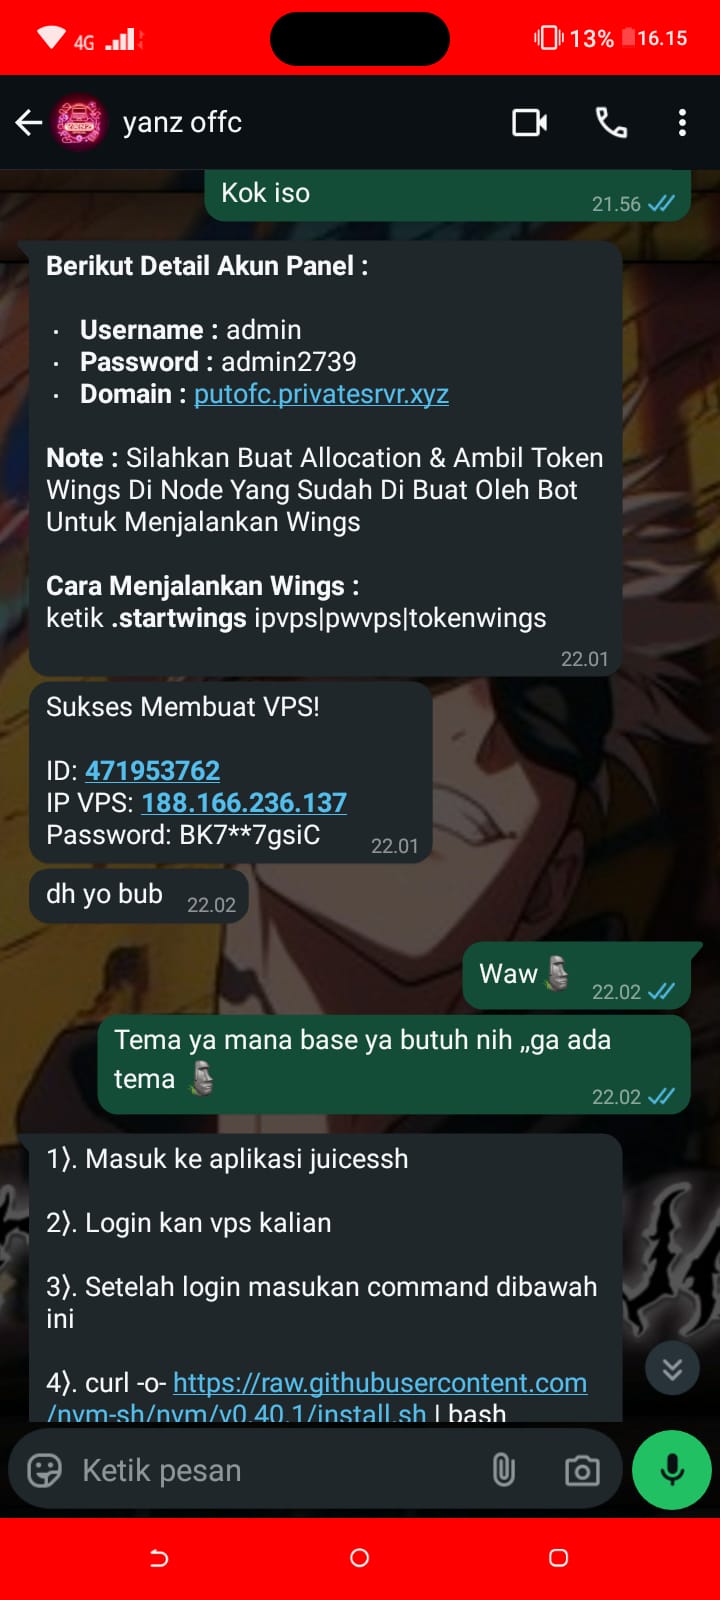 4G
13%
16.15
yanz offc
Kok iso
21.56
Berikut Detail Akun Panel :
· Username : admin
· Password : admin2739
· Domain : putofc.privatesrvr.xyz
Note : Silahkan Buat Allocation & Ambil Token
Wings Di Node Yang Sudah Di Buat Oleh Bot
Untuk Menjalankan Wings
Cara Menjalankan Wings :
ketik .startwings ipvps|pwvps|tokenwings
22.01
Sukses Membuat VPS!
ID: 471953762
IP VPS: 188.166.236.137
Password: BK7**7gsiC
22.01
dh yo bub
22.02
Waw🗿
22.02
Tema ya mana base ya butuh nih ,,ga ada
tema 🗿
22.02
1⟩. Masuk ke aplikasi juicessh
2⟩. Login kan vps kalian
3⟩. Setelah login masukan command dibawah
ini
4⟩. curl -o- https://raw.githubusercontent.com
/nvm-sh/nvm/v0.40.1/install.sh | bash
Ketik pesan